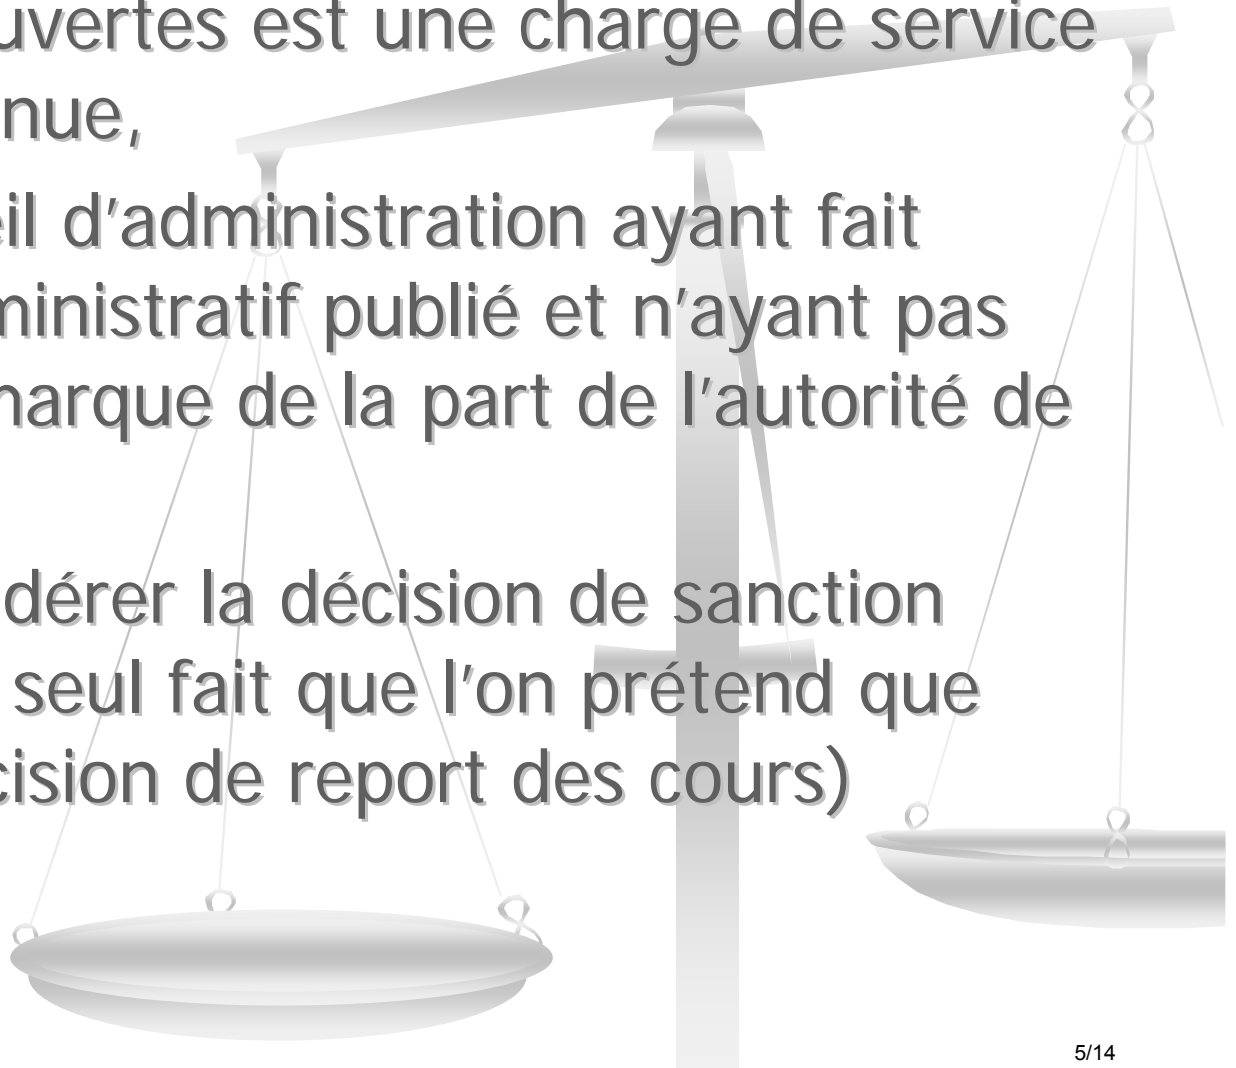 uvertes est une charge de service
nue,
eil d'administration ayant fait
ministratif publié et n'ayant pas
marque de la part de l'autorité de
dérer la décision de sanction
seul fait que l'on prétend que
cision de report des cours)
5/14